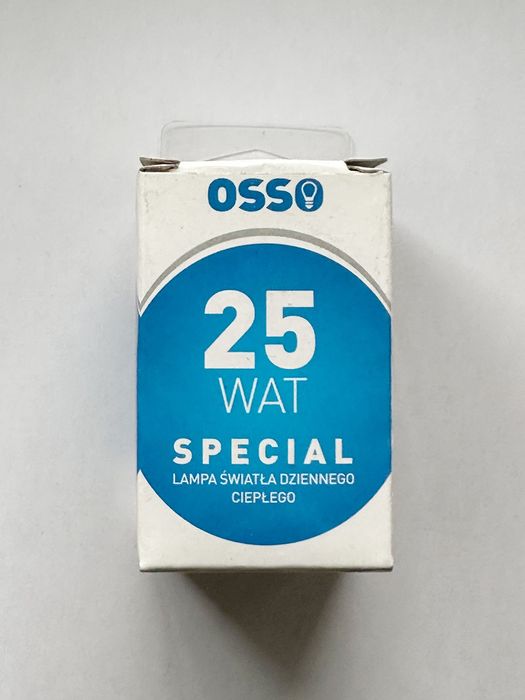 OSSO
25
WAT
SPECIAL
LAMPA ŚWIATŁA DZIENNEGO
CIEPŁEGO